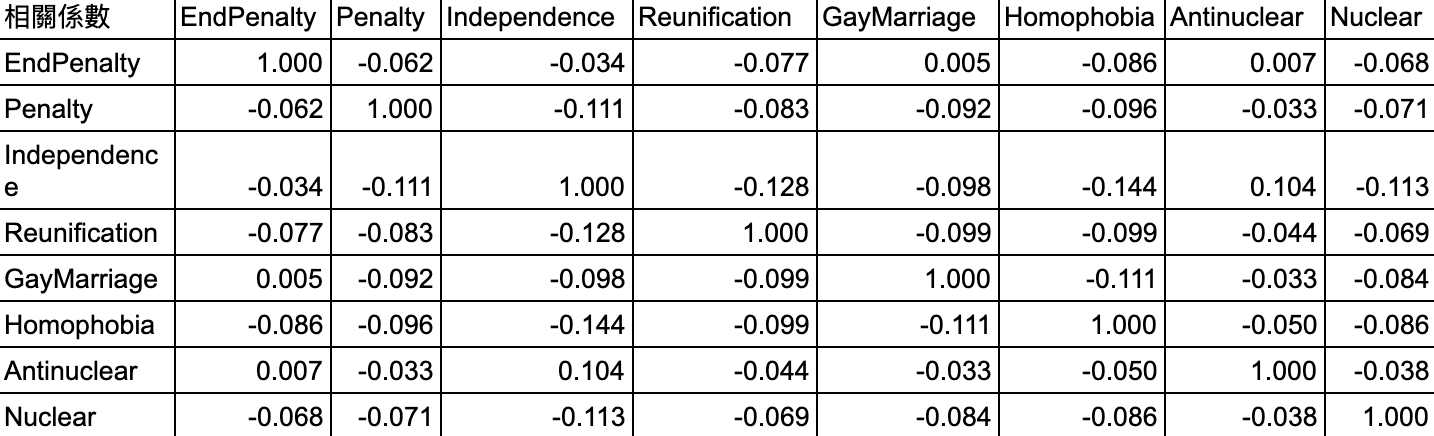 相關係數 EndPenalty Penalty Independence Reunification GayMarriage Homophobia Antinuclear Nuclear
EndPenalty 1.000 -0.062 -0.034 -0.077 0.005 -0.086 0.007 -0.068
Penalty -0.062 1.000 -0.111 -0.083 -0.092 -0.096 -0.033 -0.071
Independenc
e -0.034 -0.111 1.000 -0.128 -0.098 -0.144 0.104 -0.113
Reunification -0.077 -0.083 -0.128 1.000 -0.099 -0.099 -0.044 -0.069
GayMarriage 0.005 -0.092 -0.098 -0.099 1.000 -0.111 -0.033 -0.084
Homophobia -0.086 -0.096 -0.144 -0.099 -0.111 1.000 -0.050 -0.086
Antinuclear 0.007 -0.033 0.104 -0.044 -0.033 -0.050 1.000 -0.038
Nuclear -0.068 -0.071 -0.113 -0.069 -0.084 -0.086 -0.038 1.000